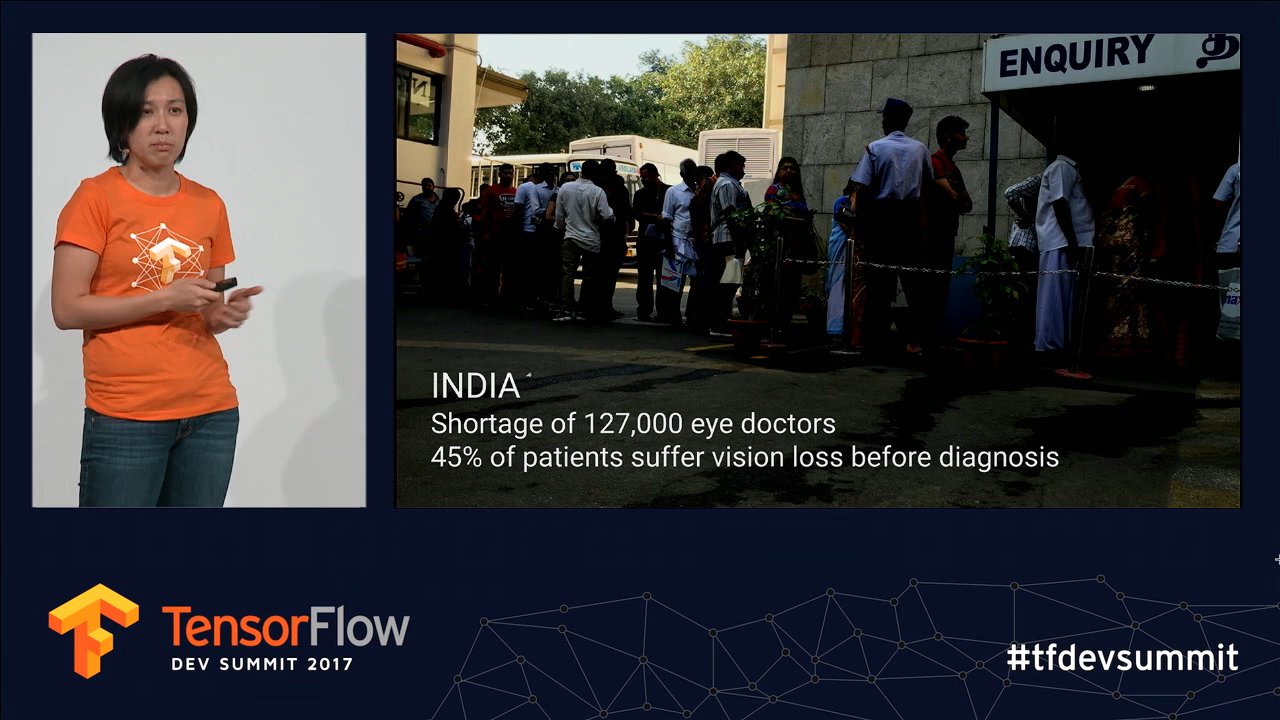 ENQUIRY
INDIA
Shortage of 127,000 eye doctors
45% of patients suffer vision loss before diagnosis
TensorFlow
DEV SUMMIT 2017
#tfdevsummit